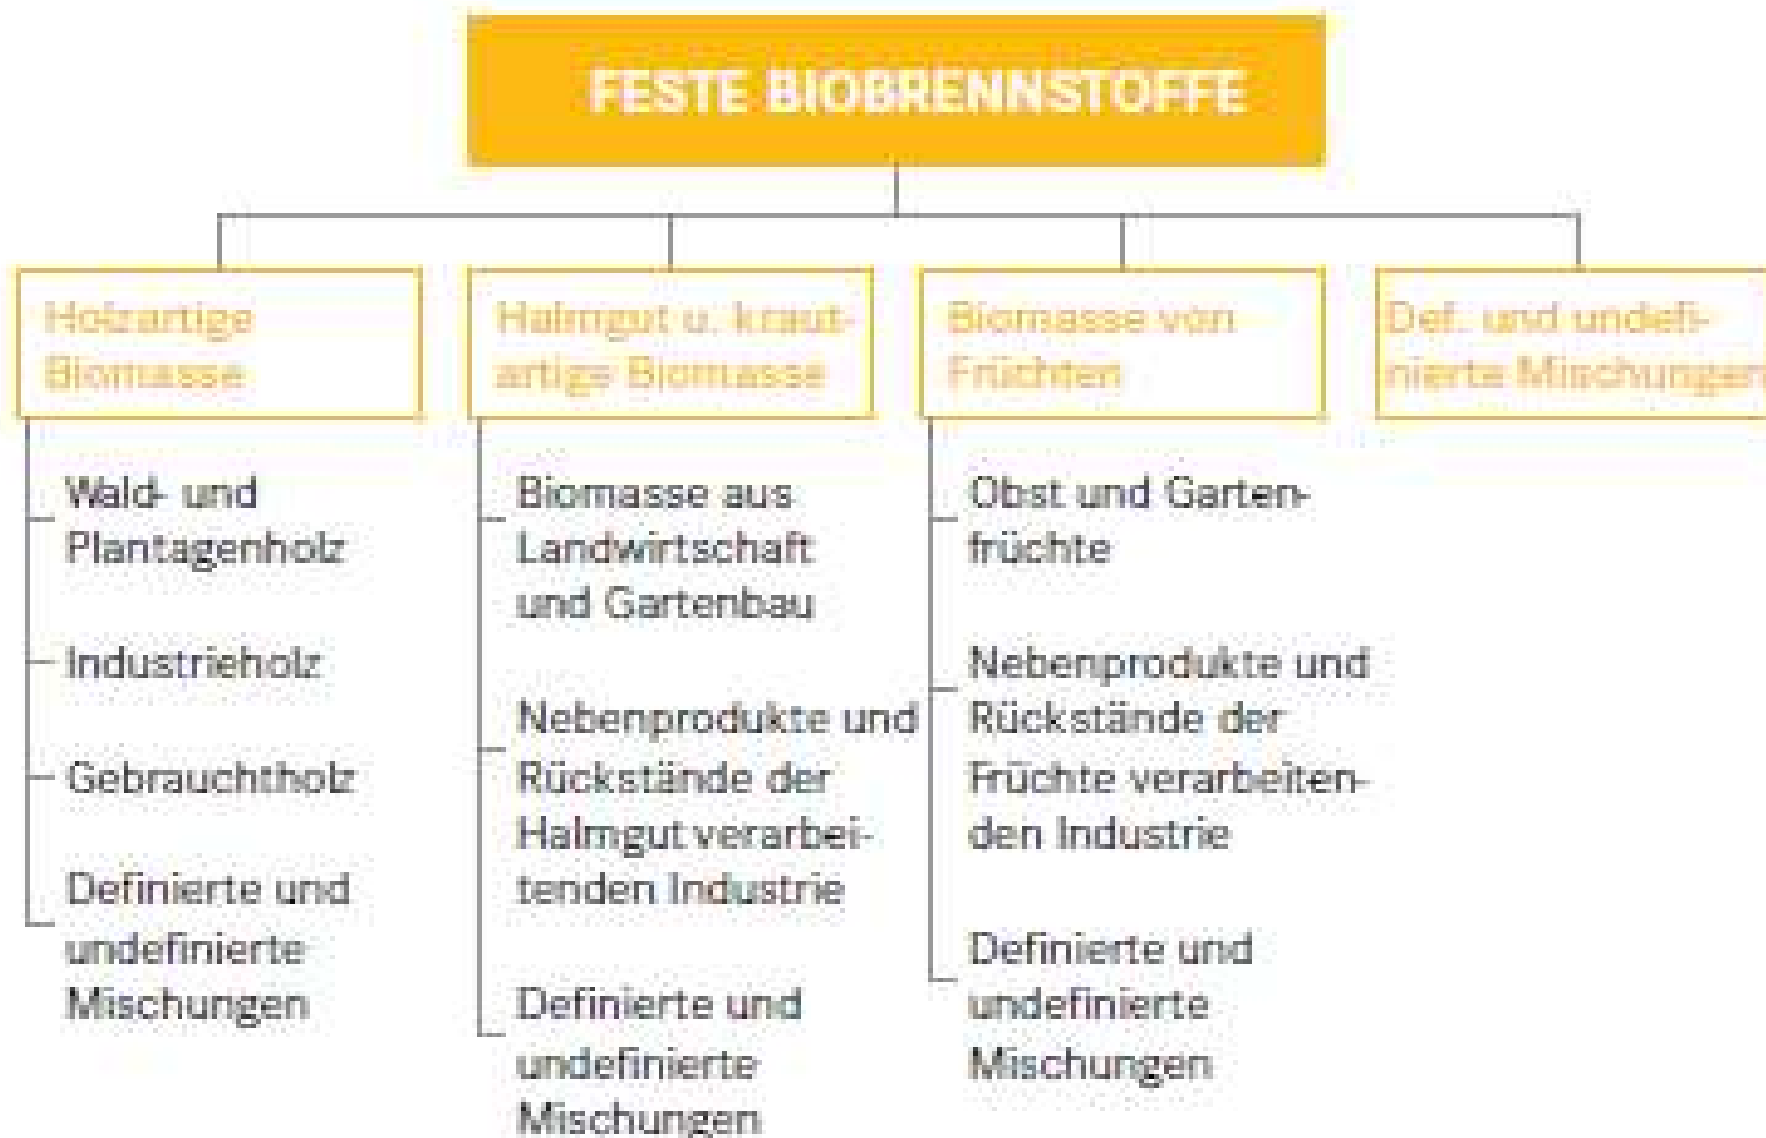 FESTE BIOBRENNSTOFFE
Holzartige
Biomasse
Wald- und
Plantagenholz
Industrieholz
Gebrauchtholz
Definierte und
undefinierte
Mischungen
Halmgut u. kraut-
artige Biomasse
Biomasse aus
Landwirtschaft
und Gartenbau
Nebenprodukte und
Rückstände der
Halmgut verarbei-
tenden Industrie
Definierte und
undefinierte
Mischungen
Biomasse von
Früchten
Obst und Garten-
früchte
Nebenprodukte und
Rückstände der
Früchte verarbeiten-
den Industrie
Definierte und
undefinierte
Mischungen
Def. und undefi-
nierte Mischungen